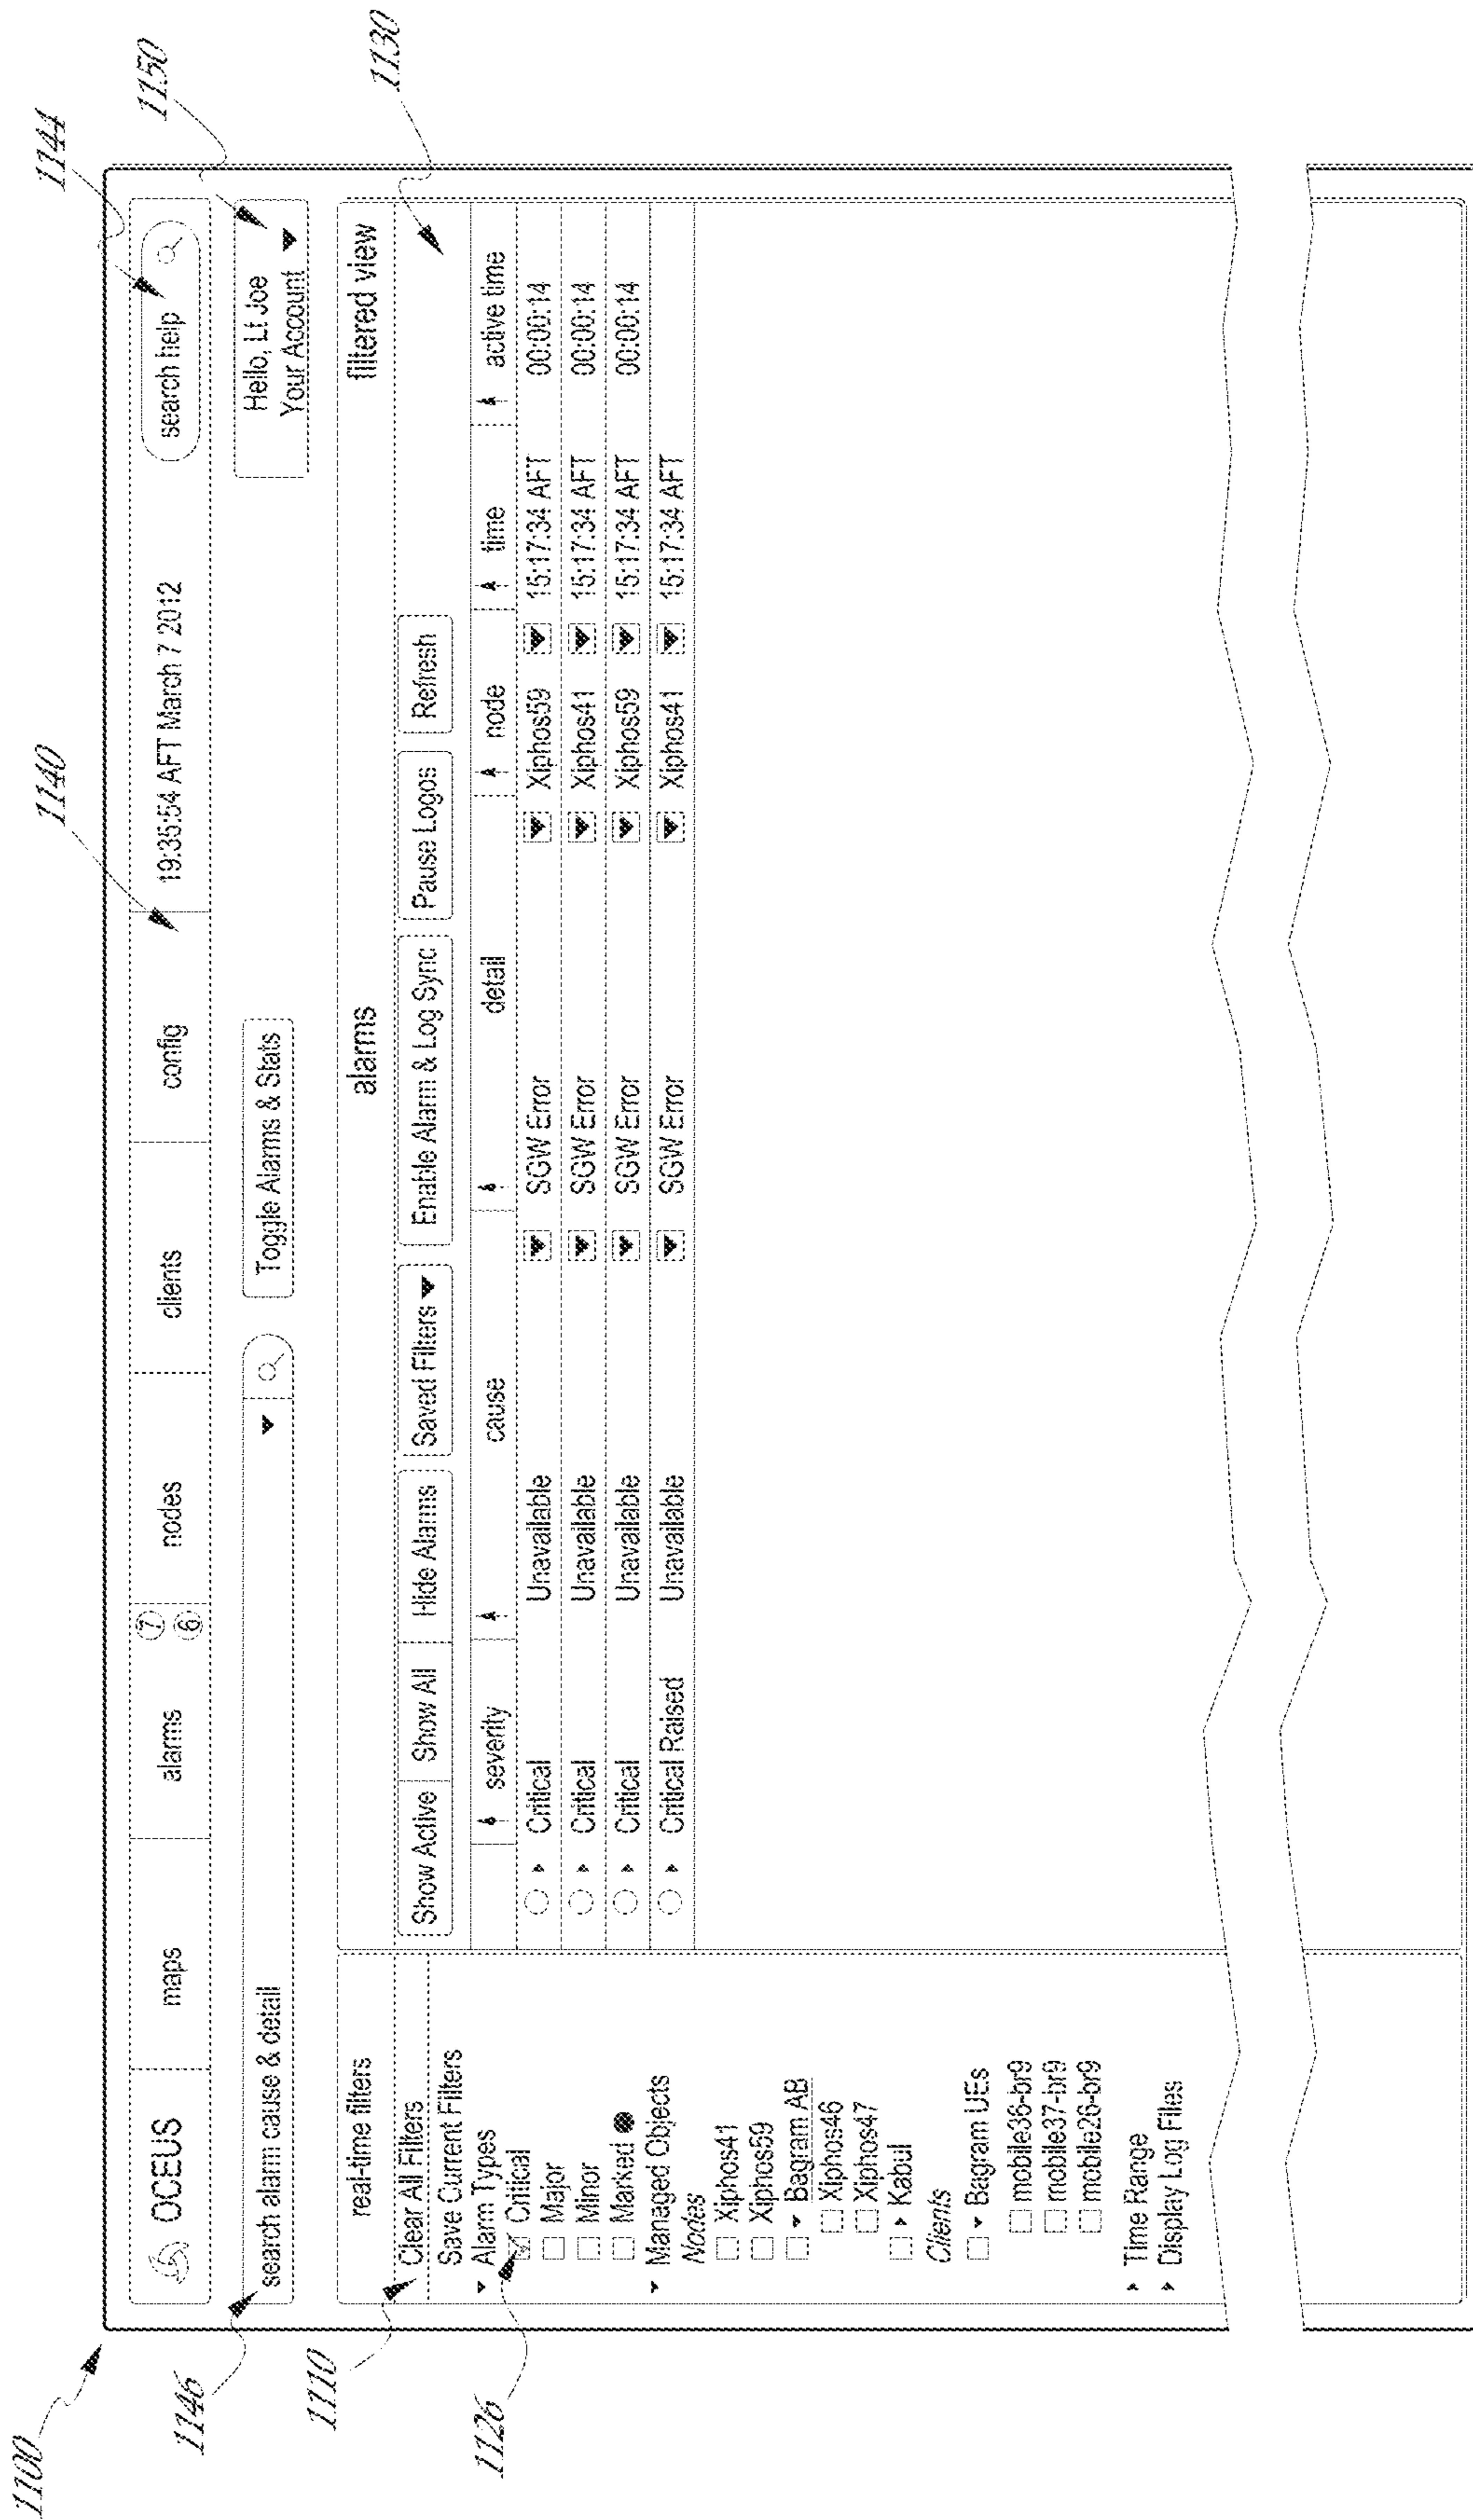 1100
1144
1150
1140
1130
1146
1110
1126
OCEUS
maps
alarms
7
6
nodes
clients
config
19:35:54 AFT March 7 2012
search help
search alarm cause & detail
Toggle Alarms & Stats
Hello, Lt Joe
Your Account
real-time filters
Clear All Filters
Save Current Filters
Alarm Types
Critical
Major
Minor
Marked
Managed Objects
Nodes
Xiphos41
Xiphos59
Bagram AB
Xiphos46
Xiphos47
Kabul
Clients
Bagram UEs
mobile36-br9
mobile37-br9
mobile26-br9
Time Range
Display Log Files
alarms
filtered view
Show Active Show All Hide Alarms Saved Filters Enable Alarm & Log Sync Pause Logos Refresh
severity cause detail node time active time
Critical Unavailable SGW Error Xiphos59 15:17:34 AFT 00:00:14
Critical Unavailable SGW Error Xiphos41 15:17:34 AFT 00:00:14
Critical Unavailable SGW Error Xiphos59 15:17:34 AFT 00:00:14
Critical Raised Unavailable SGW Error Xiphos41 15:17:34 AFT